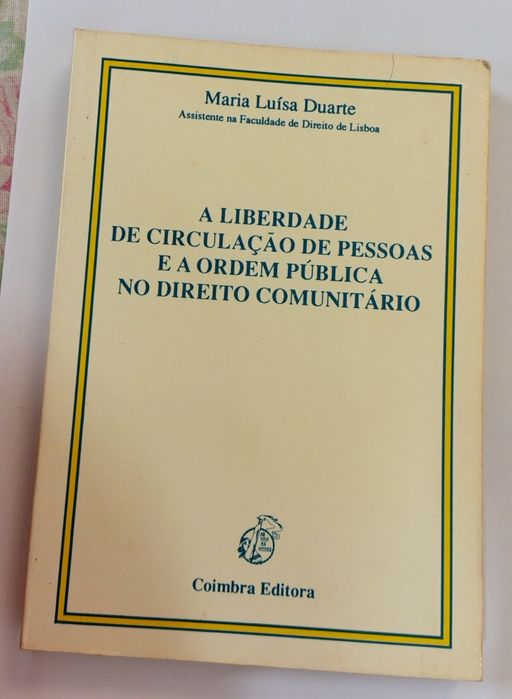 Maria Luísa Duarte
Assistente na Faculdade de Direito de Lisboa
A LIBERDADE
DE CIRCULAÇÃO DE PESSOAS
E A ORDEM PÚBLICA
NO DIREITO COMUNITÁRIO
Coimbra Editora